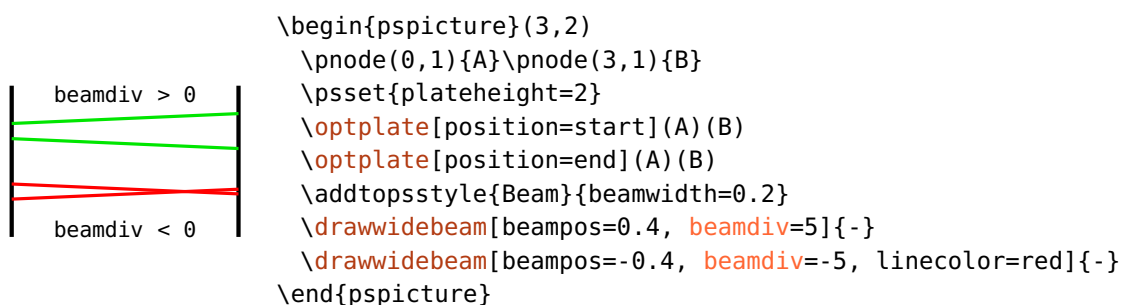 beamdiv > 0
beamdiv < 0
\begin{pspicture}(3,2)
\pnode(0,1){A}\pnode(3,1){B}
\psset{plateheight=2}
\optplate[position=start](A)(B)
\optplate[position=end](A)(B)
\addtopsstyle{Beam}{beamwidth=0.2}
\drawwidebeam[beampos=0.4, beamdiv=5]{-}
\drawwidebeam[beampos=-0.4, beamdiv=-5, linecolor=red]{-}
\end{pspicture}